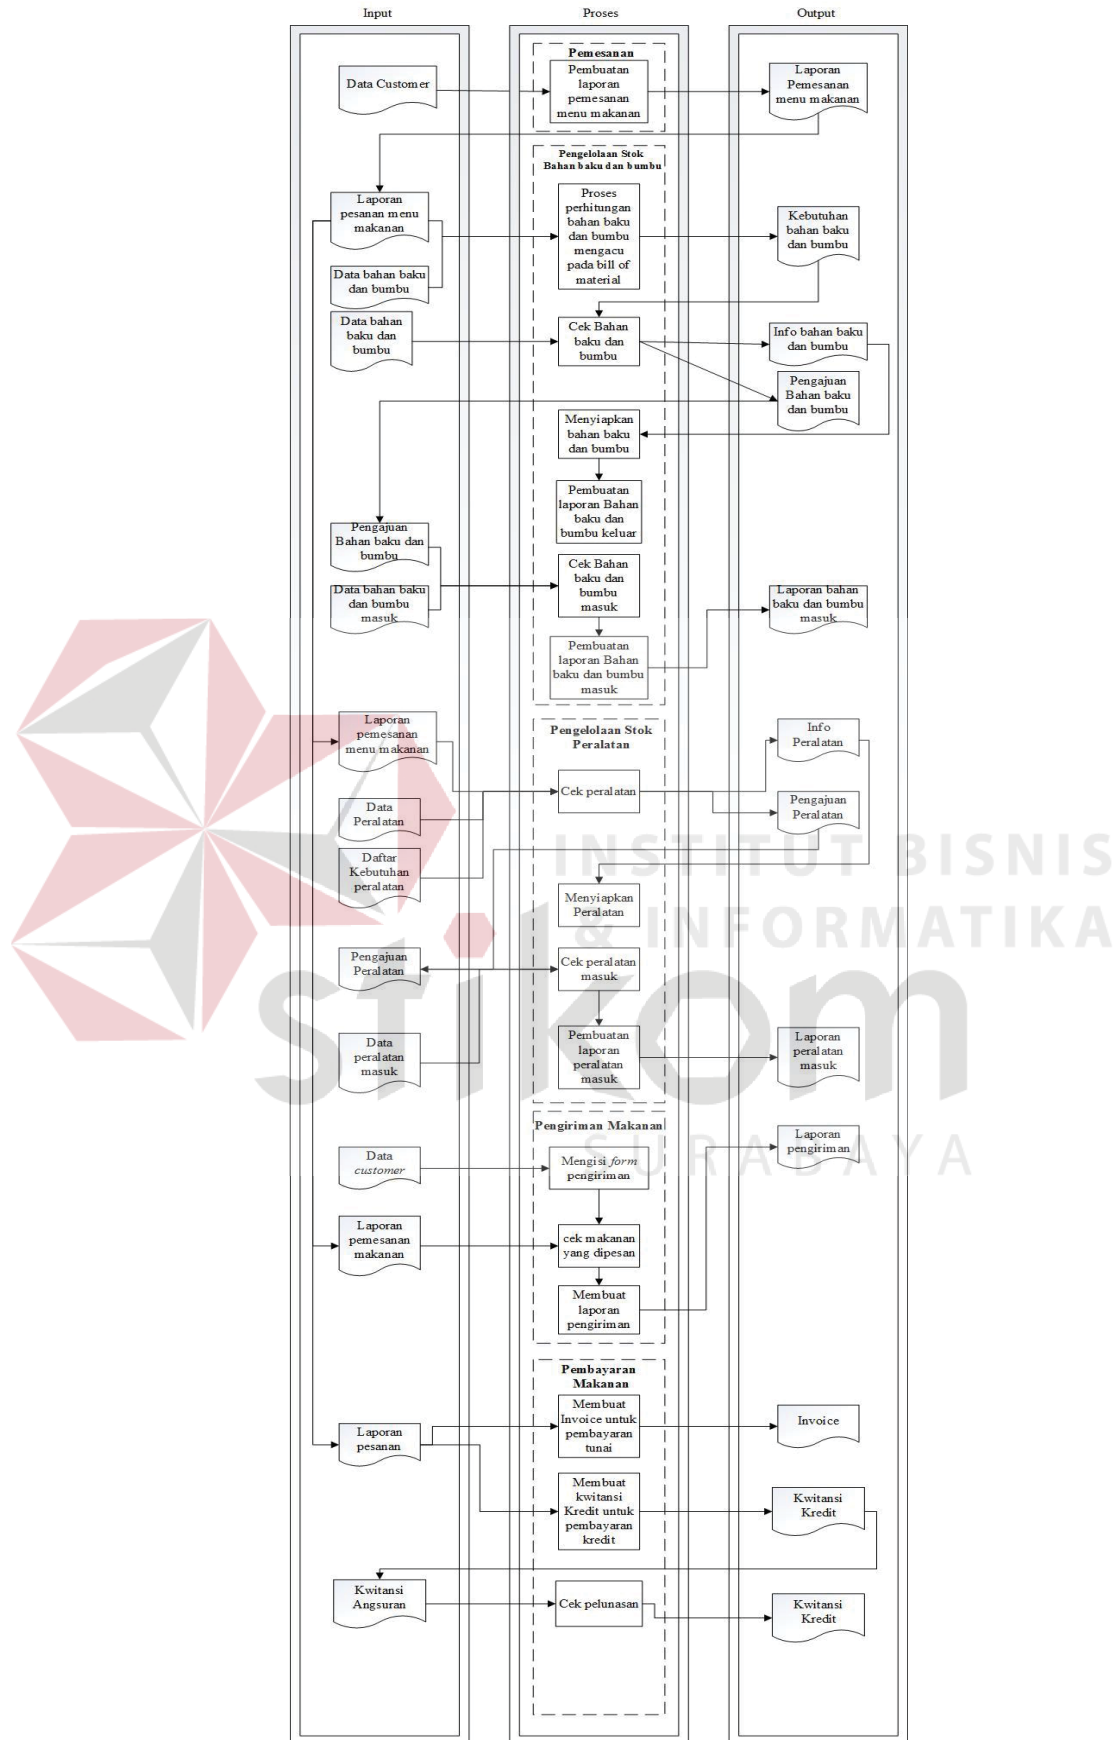 Input
Proses
Output
Pemesanan
Data Customer
Pembuatan
laporan
pemesanan
menu makanan
Laporan
Pemesanan
menu makanan
Pengelolaan Stok
Bahan baku dan bumbu
Laporan
pesanan menu
makanan
Proses
perhitungan
bahan baku
dan bumbu
mengacu
pada bill of
material
Kebutuhan
bahan baku
dan bumbu
Data bahan baku
dan bumbu
Data bahan
baku dan
bumbu
Cek Bahan
baku dan
bumbu
Info bahan baku
dan bumbu
Pengajuan
Bahan baku
dan bumbu
Menyiapkan
bahan baku
dan bumbu
Pembuatan
laporan Bahan
baku dan
bumbu keluar
Pengajuan
Bahan baku dan
bumbu
Cek Bahan
baku dan
bumbu
masuk
Data bahan baku
dan bumbu
masuk
Laporan bahan
baku dan bumbu
masuk
Pembuatan
laporan Bahan
baku dan bumbu
masuk
Pengelolaan Stok
Peralatan
Laporan
pemesanan
menu makanan
Info
Peralatan
Cek peralatan
Data
Peralatan
Pengajuan
Peralatan
Daftar
Kebutuhan
peralatan
Menyiapkan
Peralatan
Pengajuan
Peralatan
Cek peralatan
masuk
Data
peralatan
masuk
Pembuatan
laporan
peralatan
masuk
Laporan
peralatan
masuk
Pengiriman Makanan
Data
customer
Mengisi form
pengiriman
Laporan
pengiriman
Laporan
pemesanan
makanan
cek makanan
yang dipesan
Membuat
laporan
pengiriman
Pembayaran
Makanan
Laporan
pesanan
Membuat
Invoice untuk
pembayaran
tunai
Invoice
Membuat
kwitansi
Kredit untuk
pembayaran
kredit
Kwitansi
Kredit
Kwitansi
Angsuran
Cek pelunasan
Kwitansi
Kredit
INSTITUT BISNIS
& INFORMATIKA
stikom
SURABAYA